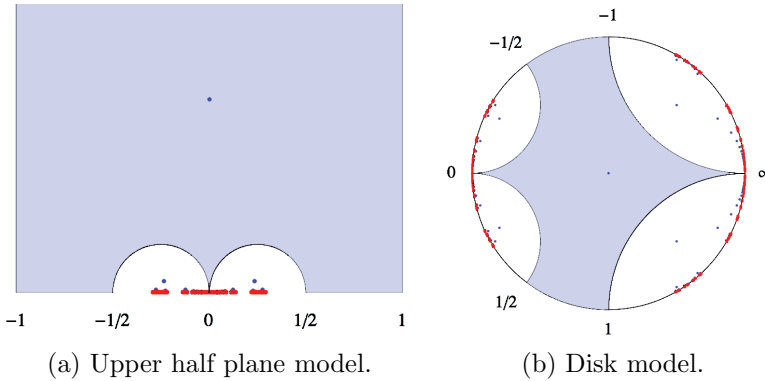 −1 −1/2 0 1/2 1
(a) Upper half plane model.
−1
−1/2
0 ∞
1/2
1
(b) Disk model.